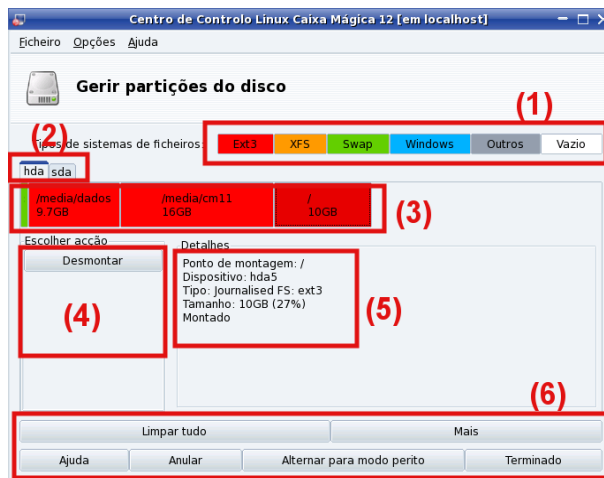 Centro de Controlo Linux Caixa Mágica 12 [em localhost]
Ficheiro Opções Ajuda
Gerir partições do disco
(1)
(2)
Tipos de sistemas de ficheiros: Ext3 XFS Swap Windows Outros Vazio
hda sda
/media/dados /media/cm11 /
9.7GB 16GB 10GB
(3)
Escolher acção
Desmontar
(4)
Detalhes
Ponto de montagem: /
Dispositivo: hda5
Tipo: Journalised FS: ext3
Tamanho: 10GB (27%)
Montado
(5)
(6)
Limpar tudo Mais
Ajuda Anular Alternar para modo perito Terminado